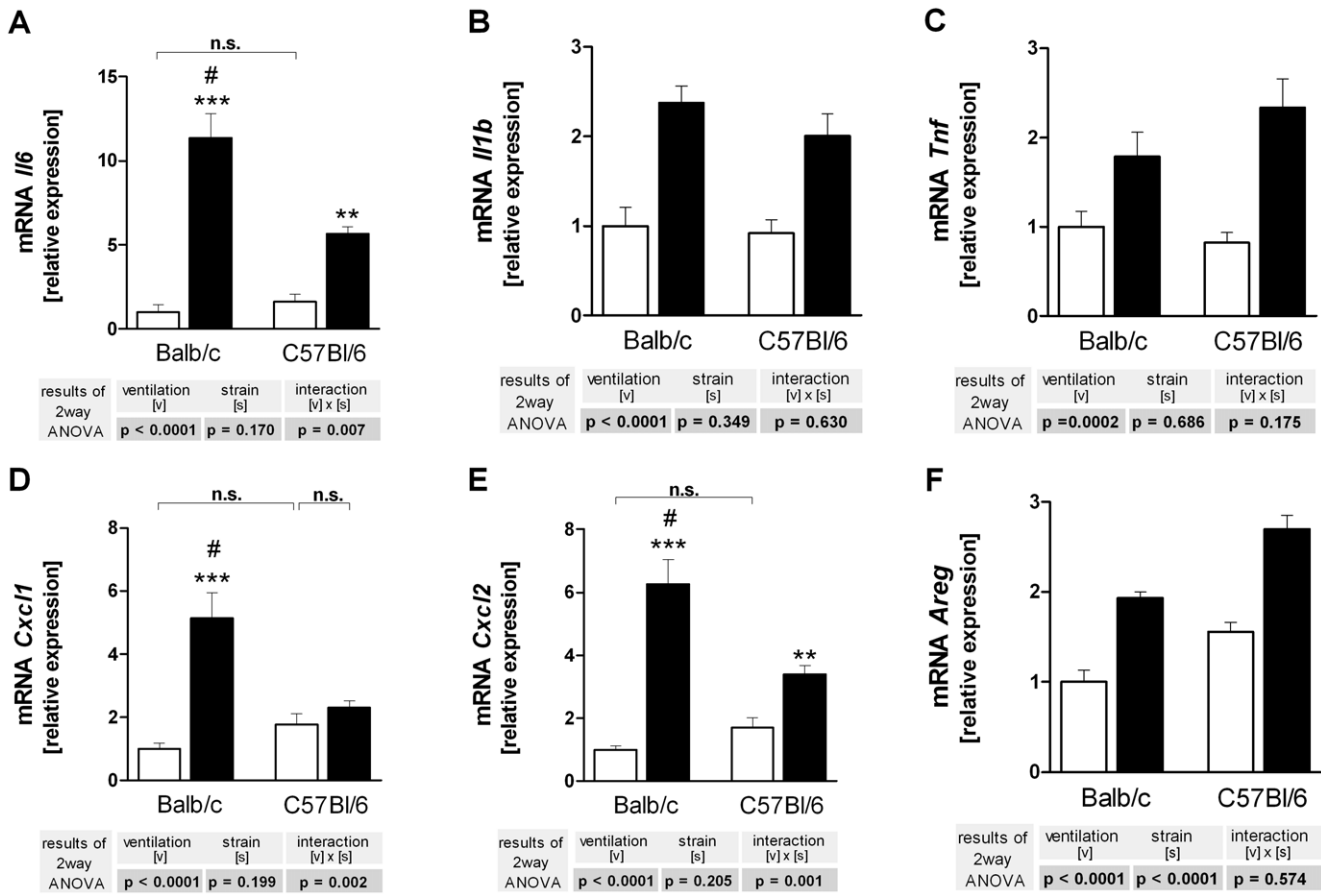 A
n.s.
#
***
**
mRNA Il6
[relative expression]
15
10
5
0
Balb/c C57Bl/6
results of 2way ANOVA
ventilation [v] strain [s] interaction [v] x [s]
p < 0.0001 p = 0.170 p = 0.007
B
mRNA Il1b
[relative expression]
3
2
1
0
Balb/c C57Bl/6
results of 2way ANOVA
ventilation [v] strain [s] interaction [v] x [s]
p < 0.0001 p = 0.349 p = 0.630
C
mRNA Tnf
[relative expression]
3
2
1
0
Balb/c C57Bl/6
results of 2way ANOVA
ventilation [v] strain [s] interaction [v] x [s]
p =0.0002 p = 0.686 p = 0.175
D
n.s. n.s.
#
***
mRNA Cxcl1
[relative expression]
8
6
4
2
0
Balb/c C57Bl/6
results of 2way ANOVA
ventilation [v] strain [s] interaction [v] x [s]
p < 0.0001 p = 0.199 p = 0.002
E
n.s.
#
***
**
mRNA Cxcl2
[relative expression]
8
6
4
2
0
Balb/c C57Bl/6
results of 2way ANOVA
ventilation [v] strain [s] interaction [v] x [s]
p < 0.0001 p = 0.205 p = 0.001
F
mRNA Areg
[relative expression]
3
2
1
0
Balb/c C57Bl/6
results of 2way ANOVA
ventilation [v] strain [s] interaction [v] x [s]
p < 0.0001 p < 0.0001 p = 0.574